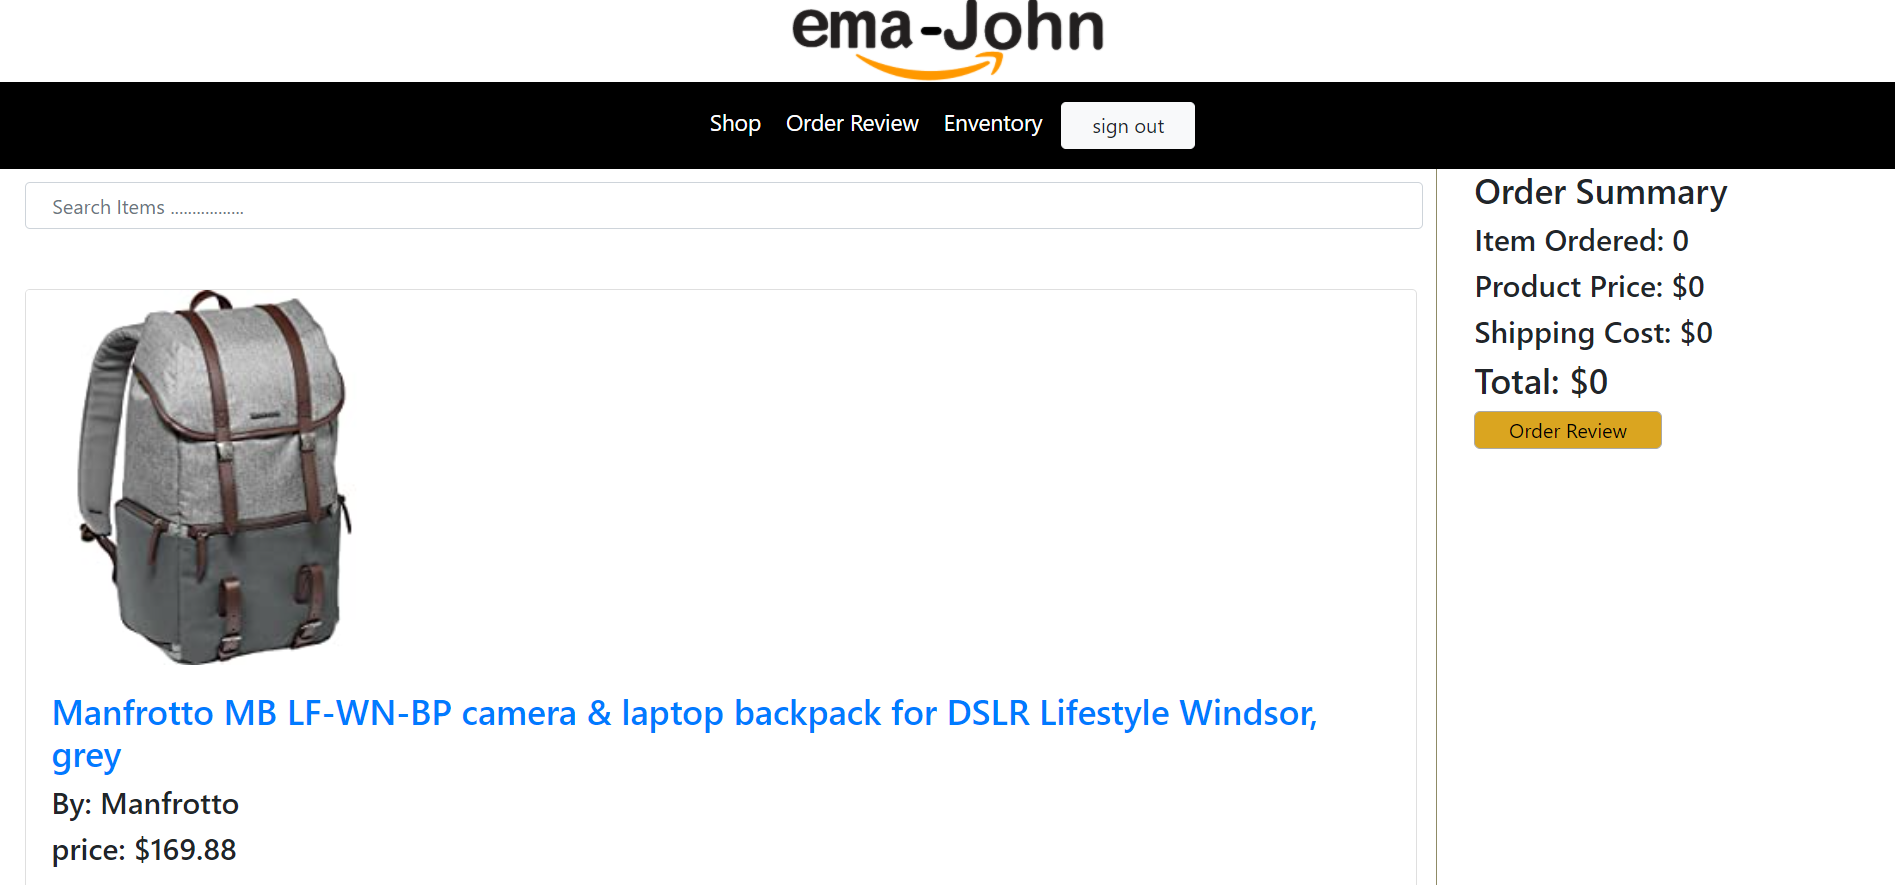 ema-John
Shop Order Review Enventory sign out
Search Items .................
Manfrotto MB LF-WN-BP camera & laptop backpack for DSLR Lifestyle Windsor,
grey
By: Manfrotto
price: $169.88
Order Summary
Item Ordered: 0
Product Price: $0
Shipping Cost: $0
Total: $0
Order Review